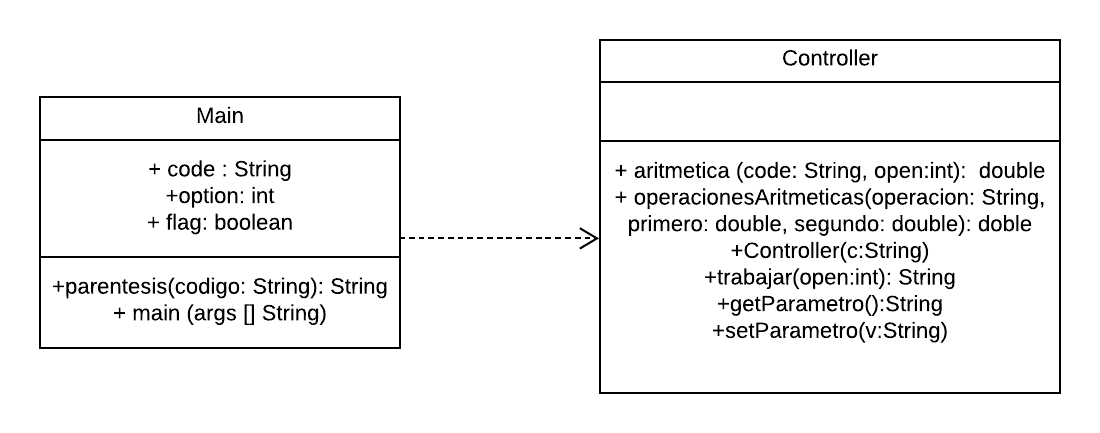 Main
+ code : String
+option: int
+ flag: boolean
+parentesis(codigo: String): String
+ main (args [] String)
Controller
+ aritmetica (code: String, open:int):  double
+ operacionesAritmeticas(operacion: String,
primero: double, segundo: double): doble
+Controller(c:String)
+trabajar(open:int): String
+getParametro():String
+setParametro(v:String)